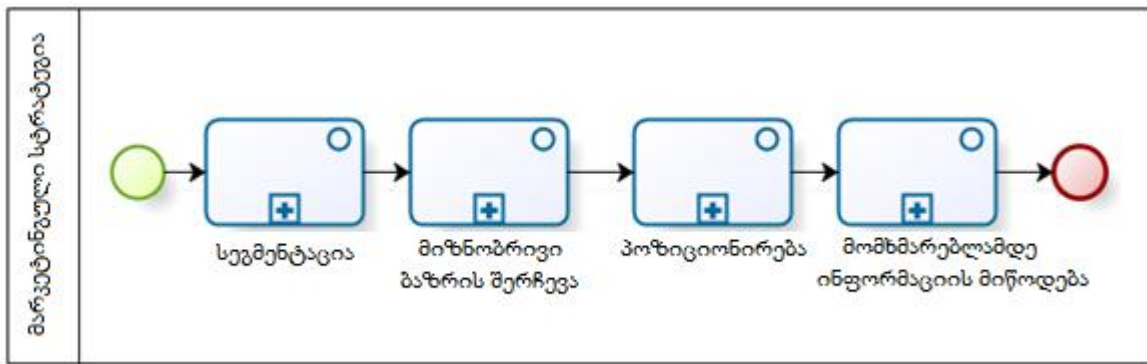 მარკეტინგული სტრატეგია
სეგმენტაცია
მიზნობრივი
ბაზრის შერჩევა
პოზიციონირება
მომხმარებლამდე
ინფორმაციის მიწოდება